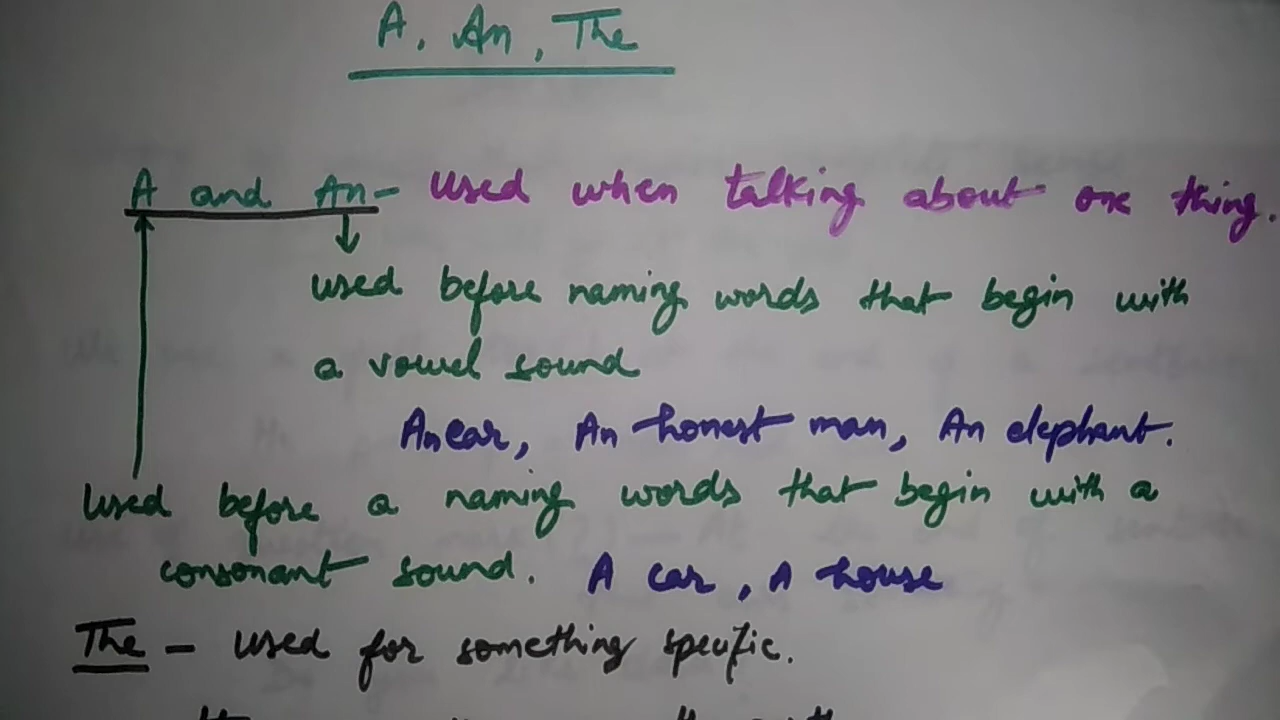 A, An, The
A and An - Used when talking about one thing.
used before naming words that begin with
a vowel sound
An ear, An honest man, An elephant.
Used before a naming words that begin with a
consonant sound. A car, A house
The - Used for something specific.